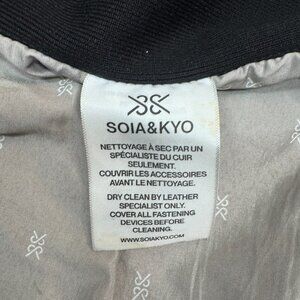 SOIA&KYO
NETTOYAGE À SEC PAR UN
SPÉCIALISTE DU CUIR
SEULEMENT.
COUVRIR LES ACCESSOIRES
AVANT LE NETTOYAGE.
DRY CLEAN BY LEATHER
SPECIALIST ONLY.
COVER ALL FASTENING
DEVICES BEFORE
CLEANING.
WWW.SOIAKYO.COM